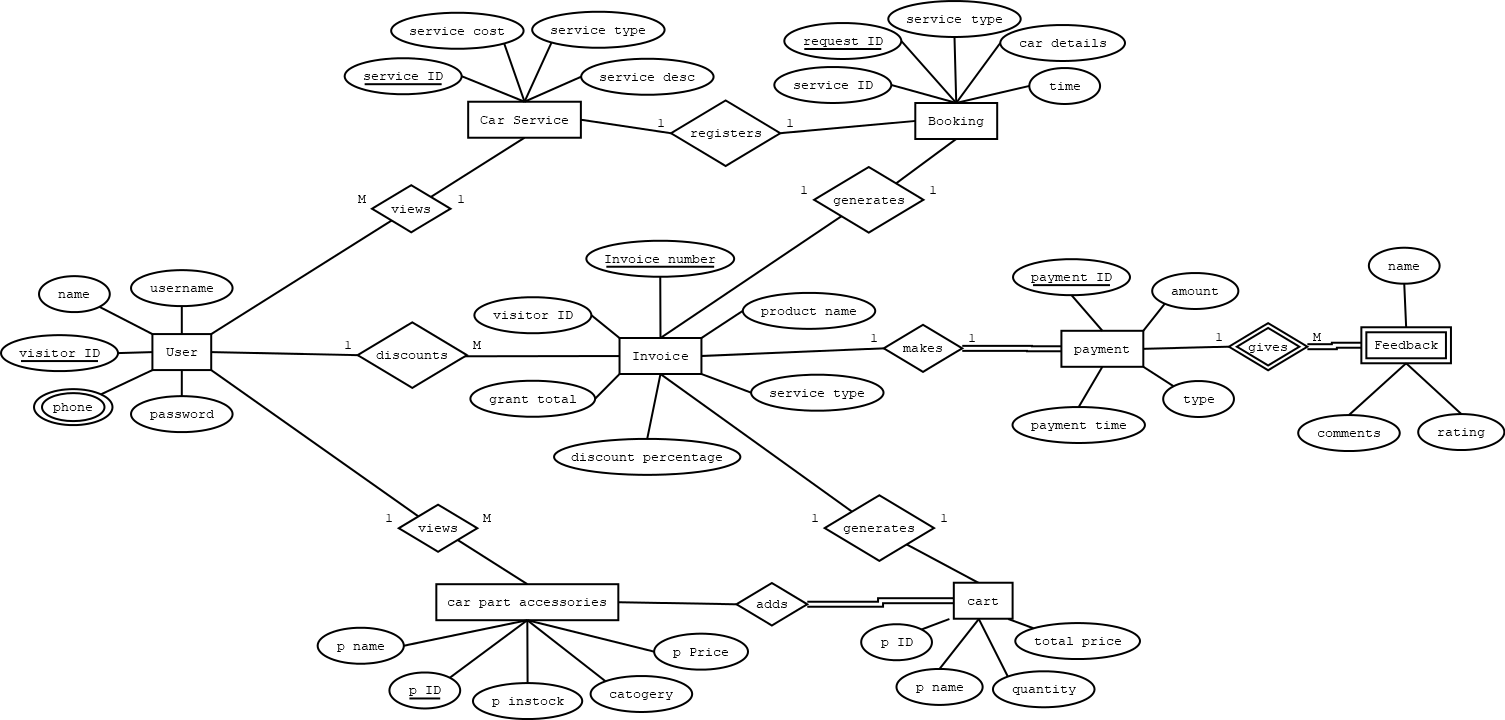 service cost
service type
service type
request ID
car details
service ID
service desc
service ID
time
Car Service
1
registers
1
Booking
M
views
1
1
generates
1
name
username
Invoice number
payment ID
amount
name
visitor ID
product name
visitor ID
User
1
discounts
M
Invoice
1
makes
1
payment
1
gives
M
Feedback
phone
password
grant total
service type
payment time
type
comments
rating
discount percentage
1
views
M
1
generates
1
car part accessories
adds
cart
p name
p Price
p ID
total price
p ID
p instock
catogery
p name
quantity